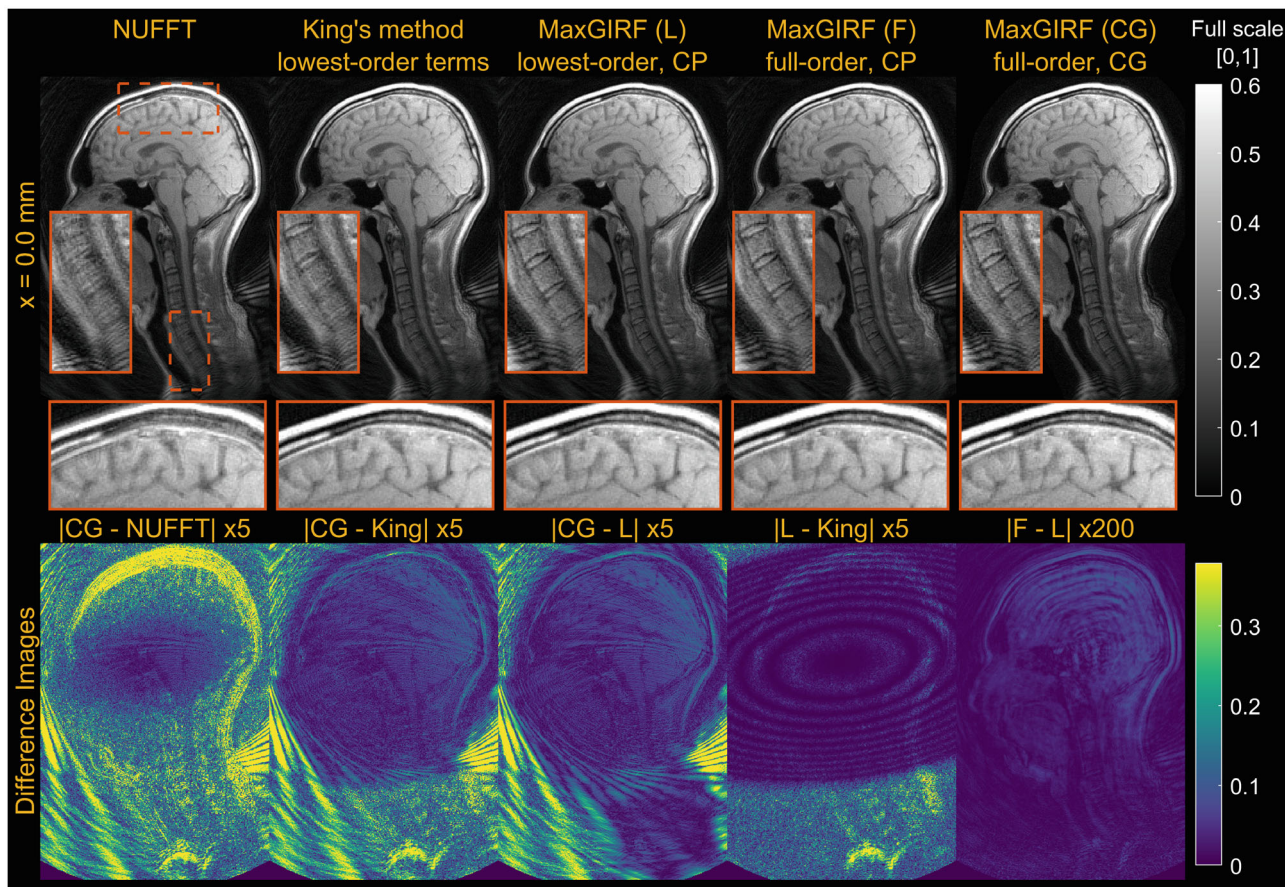 NUFFT
King's method
lowest-order terms
MaxGIRF (L)
lowest-order, CP
MaxGIRF (F)
full-order, CP
MaxGIRF (CG)
full-order, CG
Full scale
[0,1]
0.6
0.5
0.4
0.3
0.2
0.1
0
x = 0.0 mm
|CG - NUFFT| x5
|CG - King| x5
|CG - L| x5
|L - King| x5
|F - L| x200
Difference Images
0.3
0.2
0.1
0